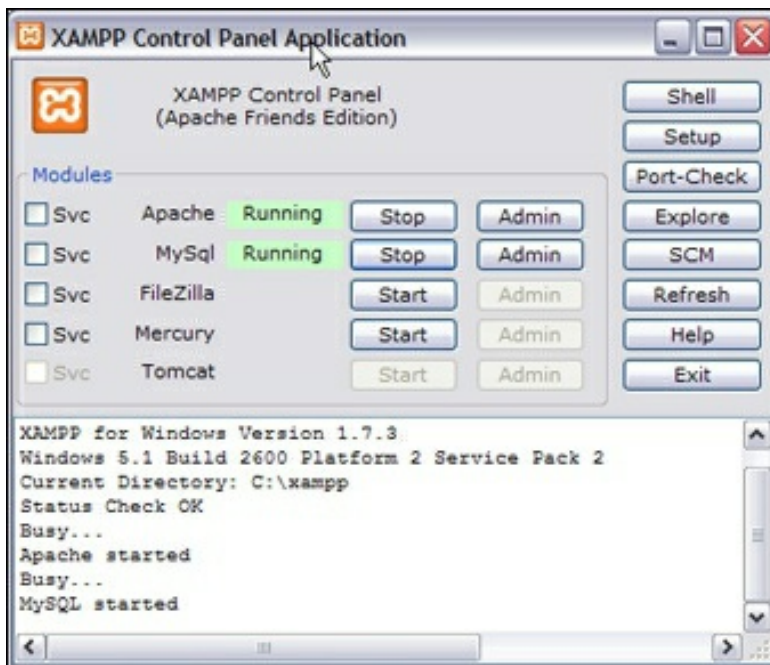 XAMPP Control Panel Application
XAMPP Control Panel
(Apache Friends Edition)
Shell
Setup
Port-Check
Explore
SCM
Refresh
Help
Exit
Modules
Svc Apache Running Stop Admin
Svc MySql Running Stop Admin
Svc FileZilla Start Admin
Svc Mercury Start Admin
Svc Tomcat Start Admin
XAMPP for Windows Version 1.7.3
Windows 5.1 Build 2600 Platform 2 Service Pack 2
Current Directory: C:\xampp
Status Check OK
Busy...
Apache started
Busy...
MySQL started